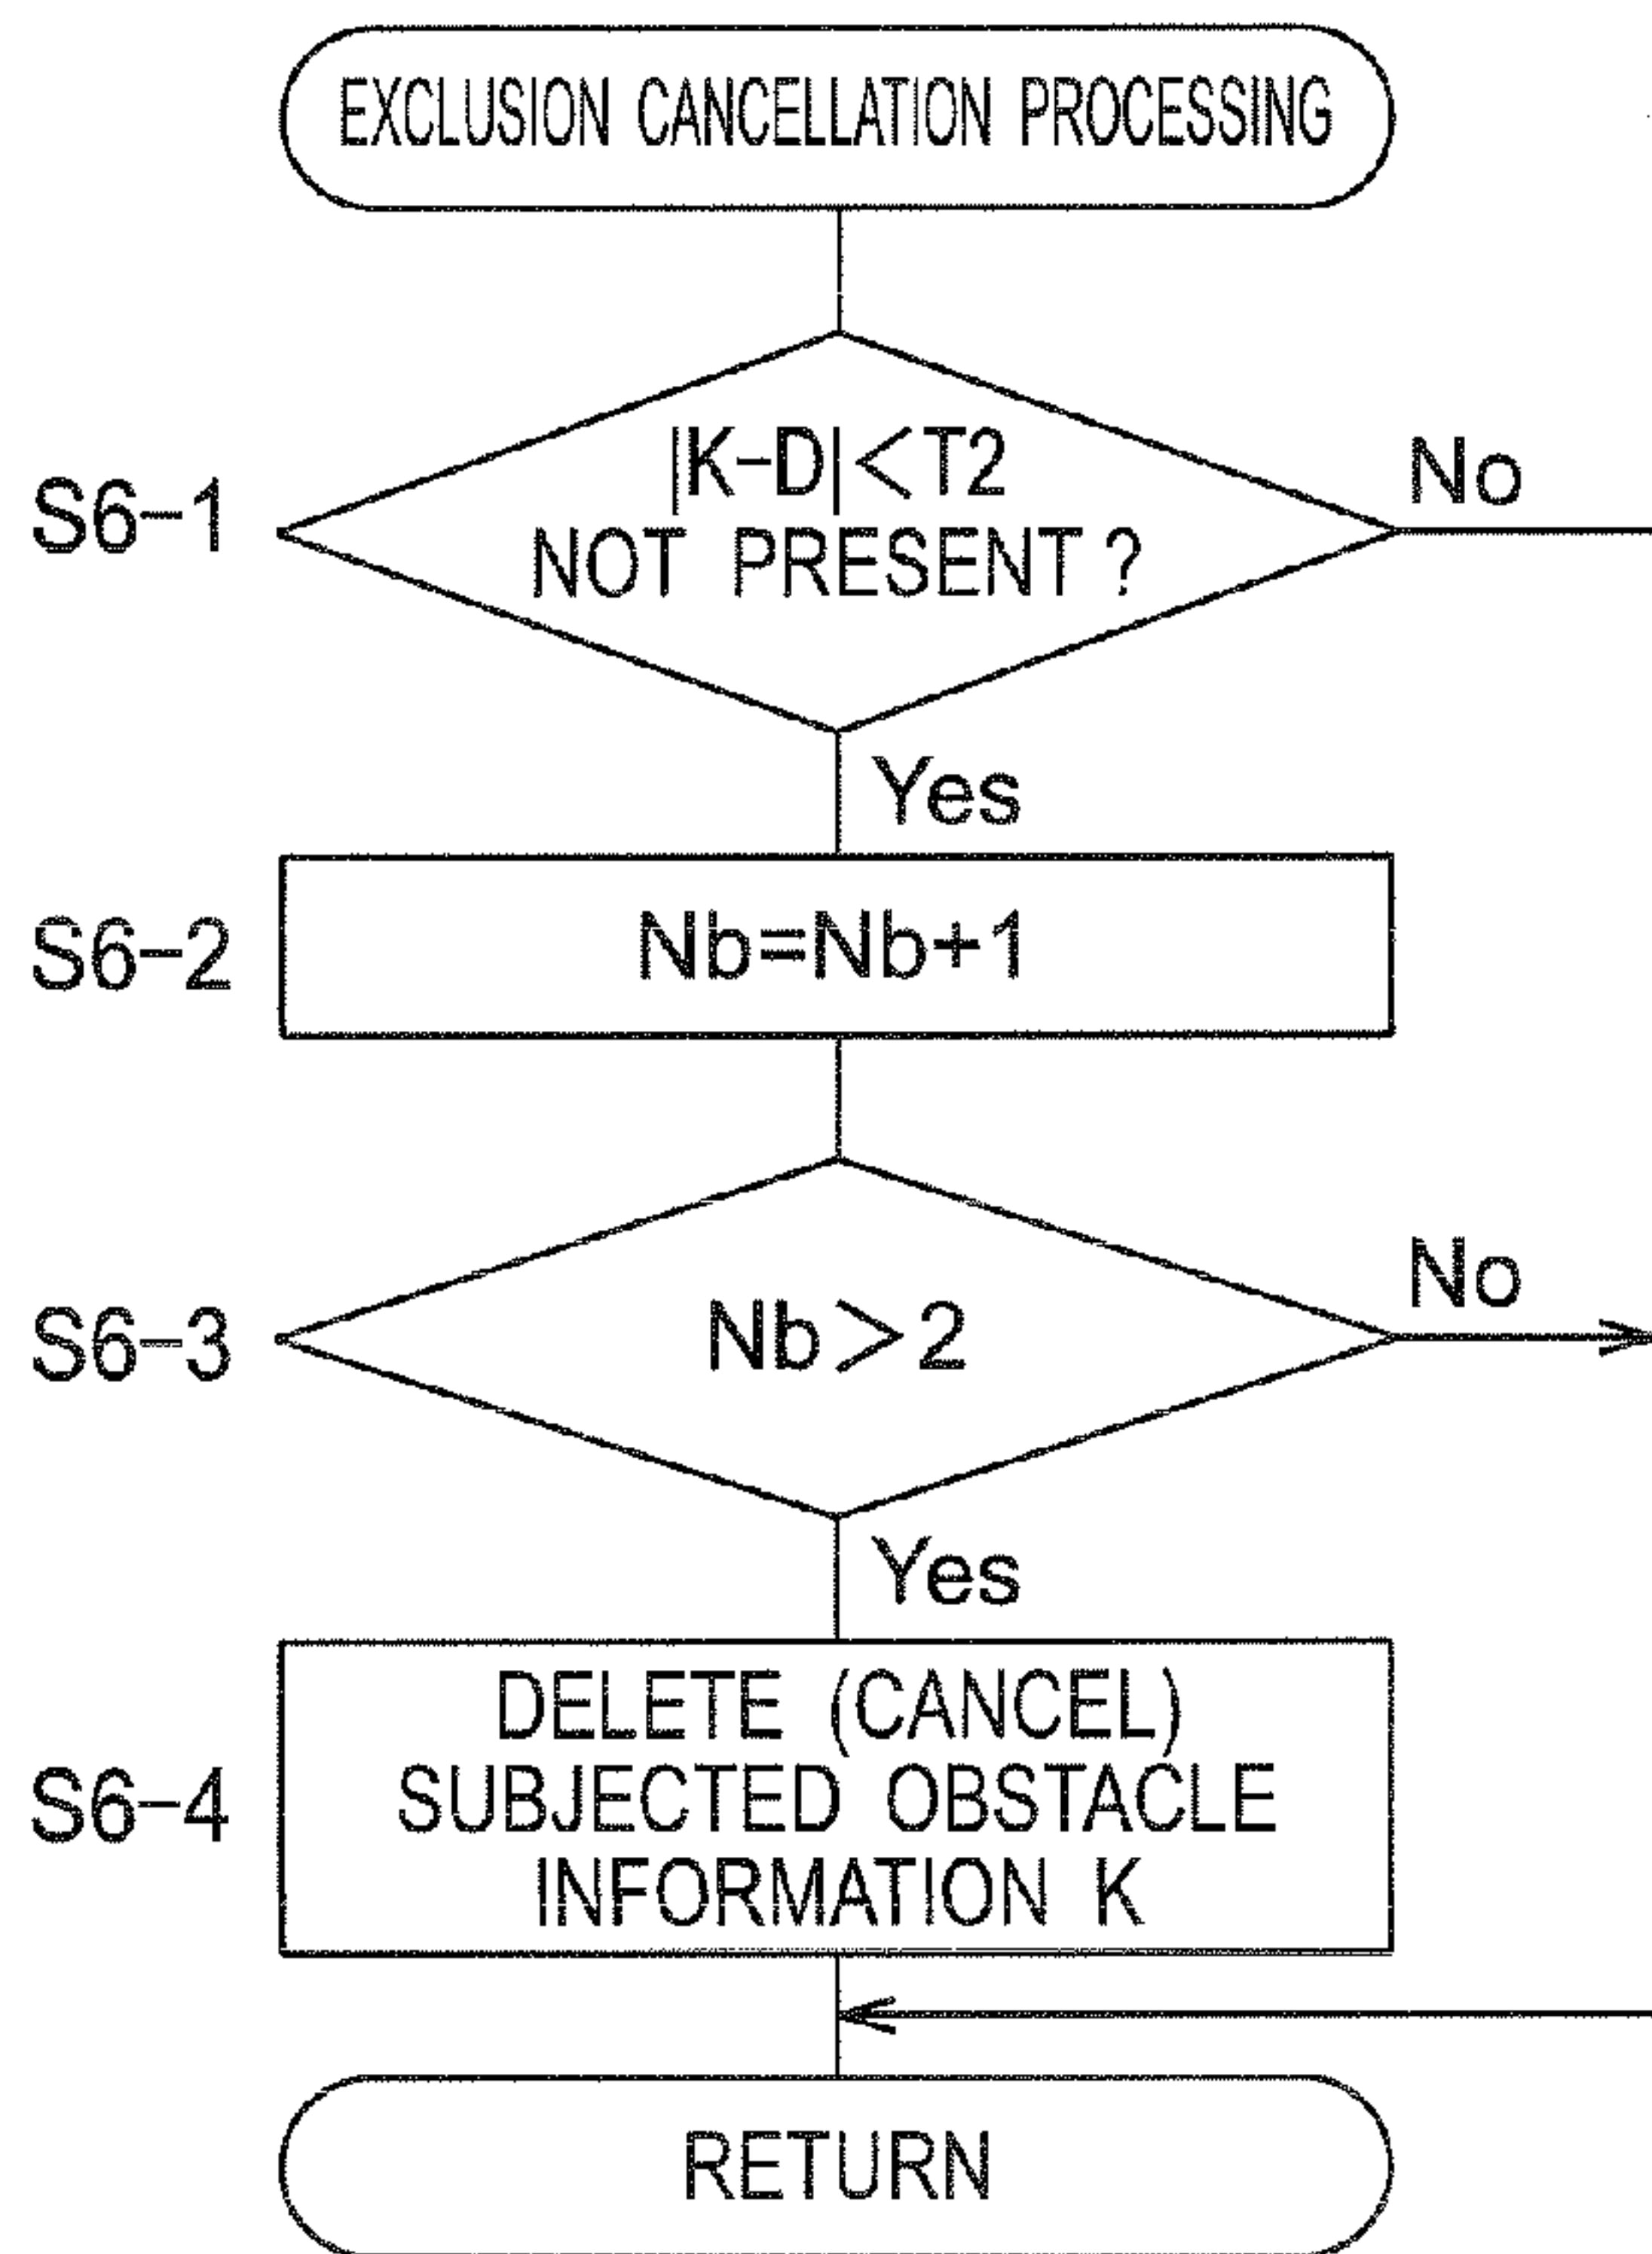 EXCLUSION CANCELLATION PROCESSING
S6-1
|K-D|<T2
NOT PRESENT?
No
Yes
S6-2
Nb=Nb+1
S6-3
Nb>2
No
Yes
S6-4
DELETE (CANCEL)
SUBJECTED OBSTACLE
INFORMATION K
RETURN